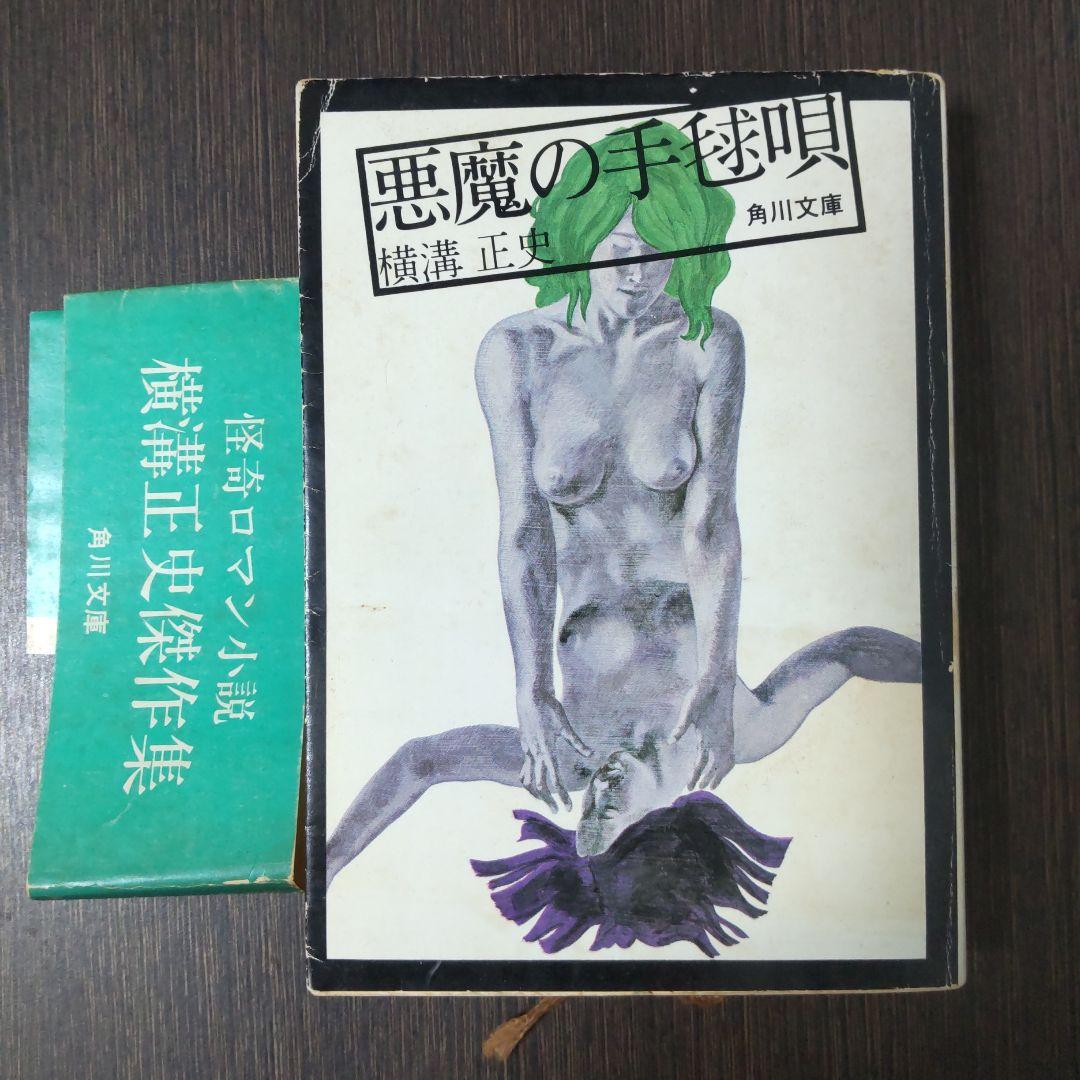 悪魔の手毬唄
横溝 正史
角川文庫
怪奇ロマン小説
横溝正史傑作集
角川文庫